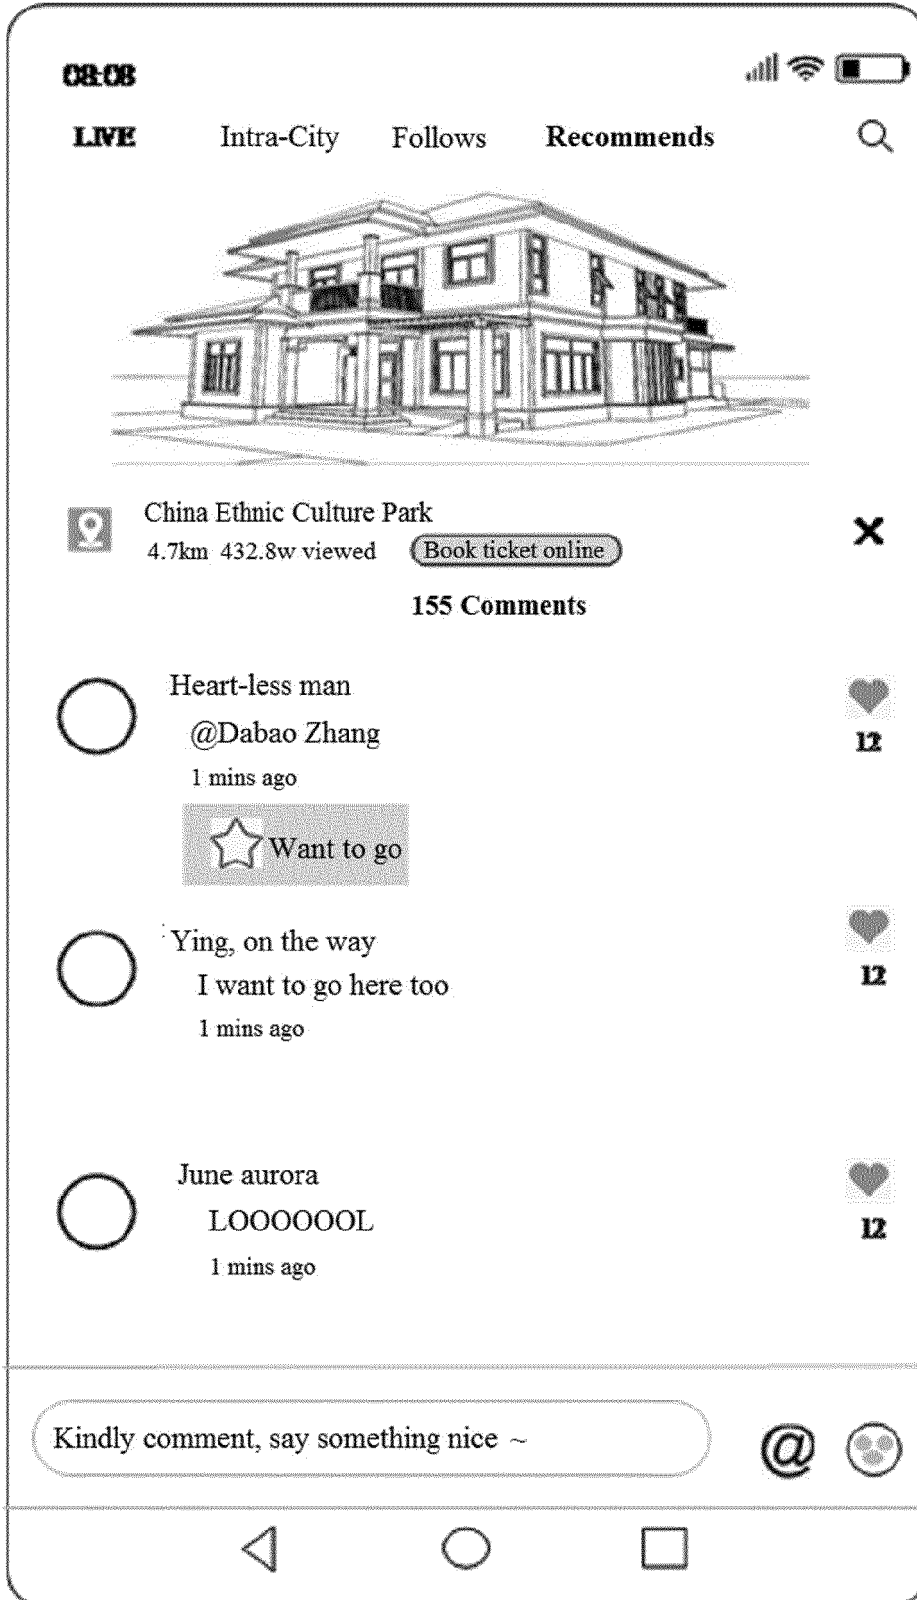 08:08
LIVE Intra-City Follows Recommends
China Ethnic Culture Park
4.7km 432.8w viewed Book ticket online
155 Comments
Heart-less man
@Dabao Zhang
12
1 mins ago
Want to go
Ying, on the way
12
I want to go here too
1 mins ago
June aurora
LOOOOOOL
12
1 mins ago
Kindly comment, say something nice ~
@